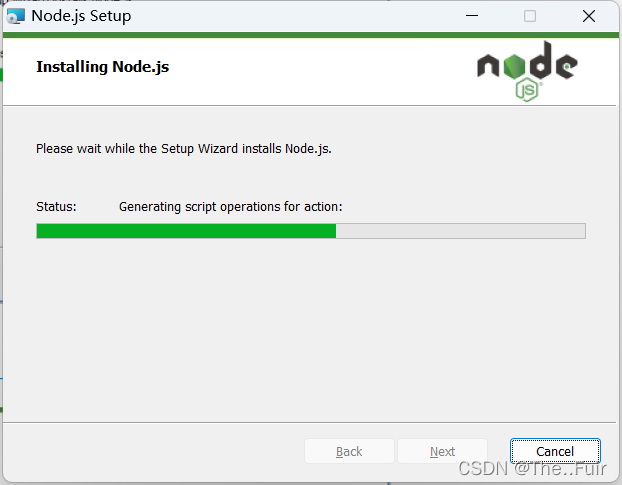 Node.js Setup
Installing Node.js
node
JS
Please wait while the Setup Wizard installs Node.js.
Status: Generating script operations for action:
Back Next Cancel
CSDN @The..Fuir